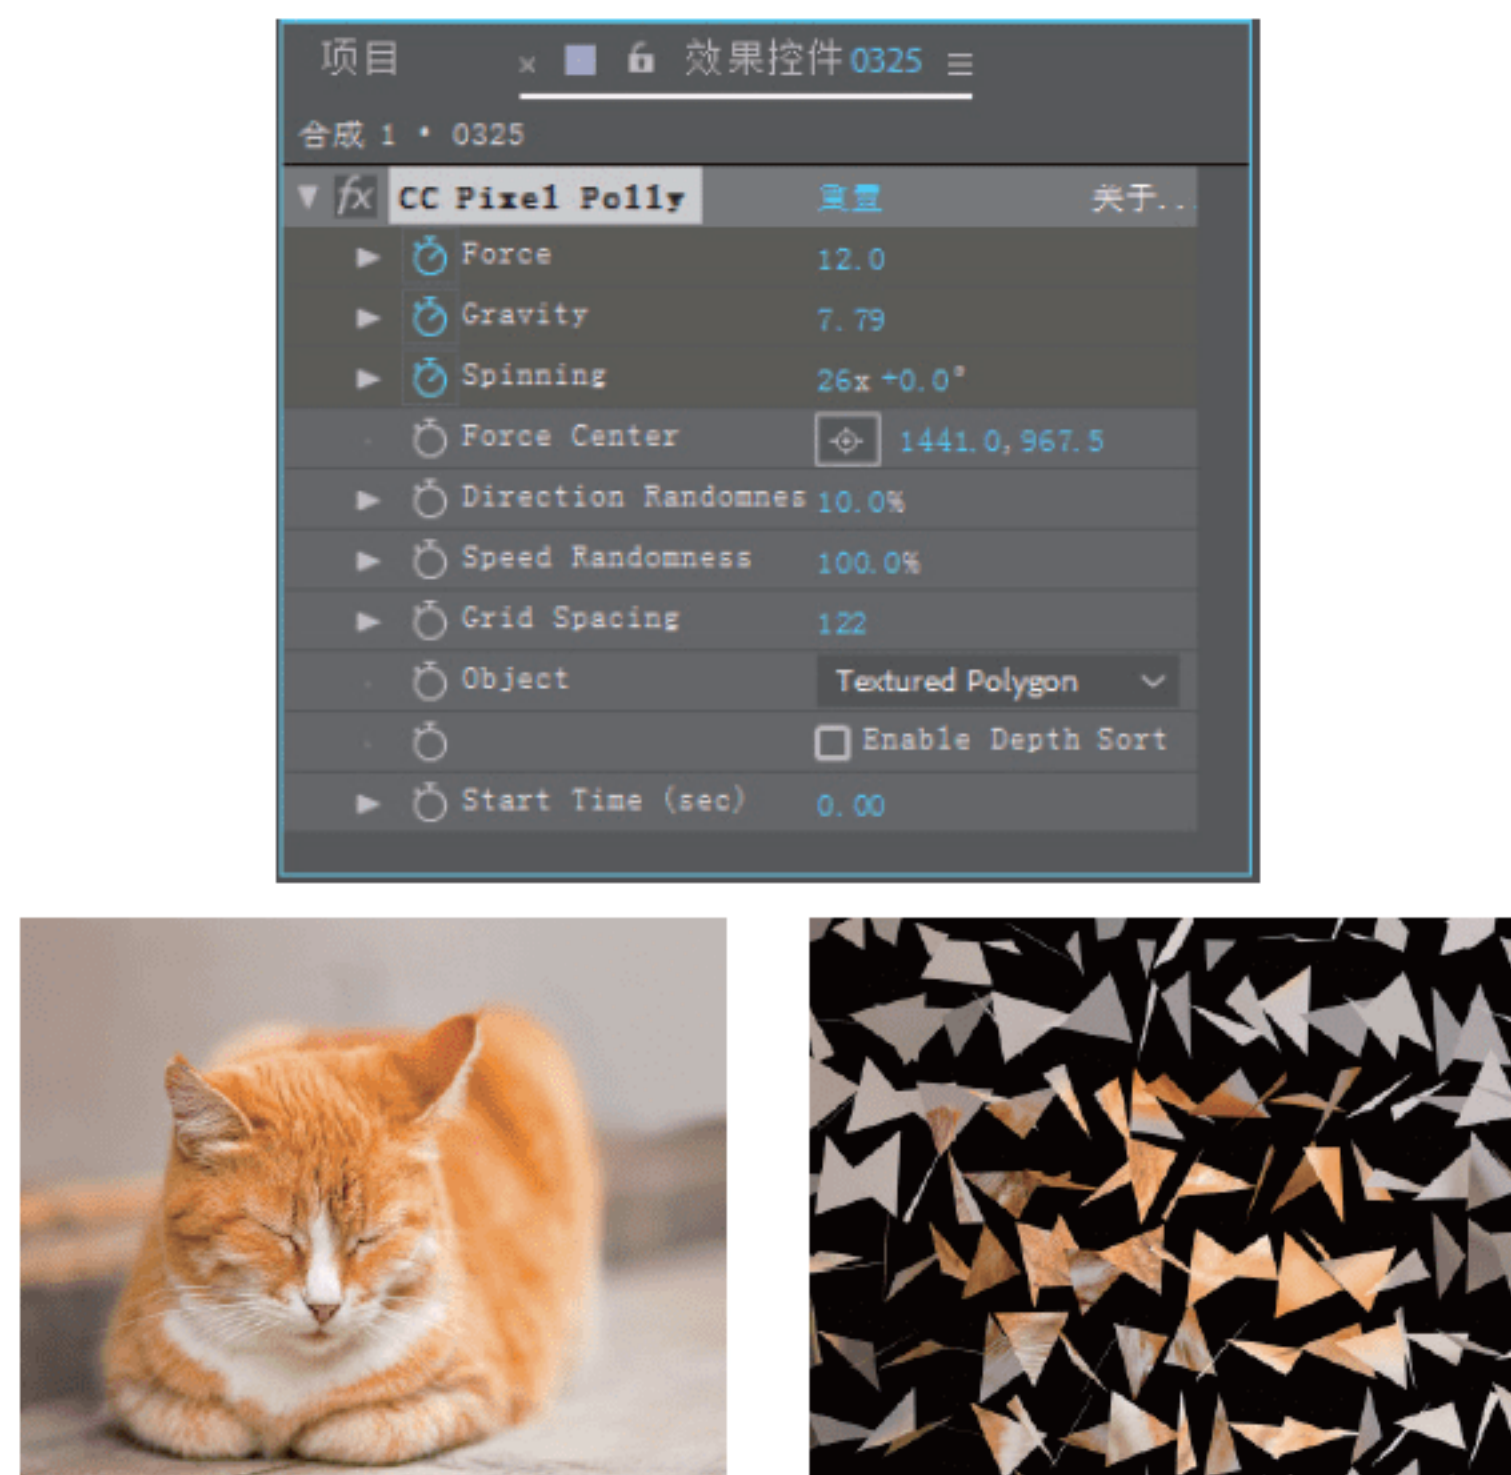 项目 × 效果控件 0325 ≡
合成 1 • 0325
fx CC Pixel Polly 重置 关于...
Force 12.0
Gravity 7.79
Spinning 26x +0.0°
Force Center 1441.0, 967.5
Direction Randomnes 10.0%
Speed Randomness 100.0%
Grid Spacing 122
Object Textured Polygon
Enable Depth Sort
Start Time (sec) 0.00